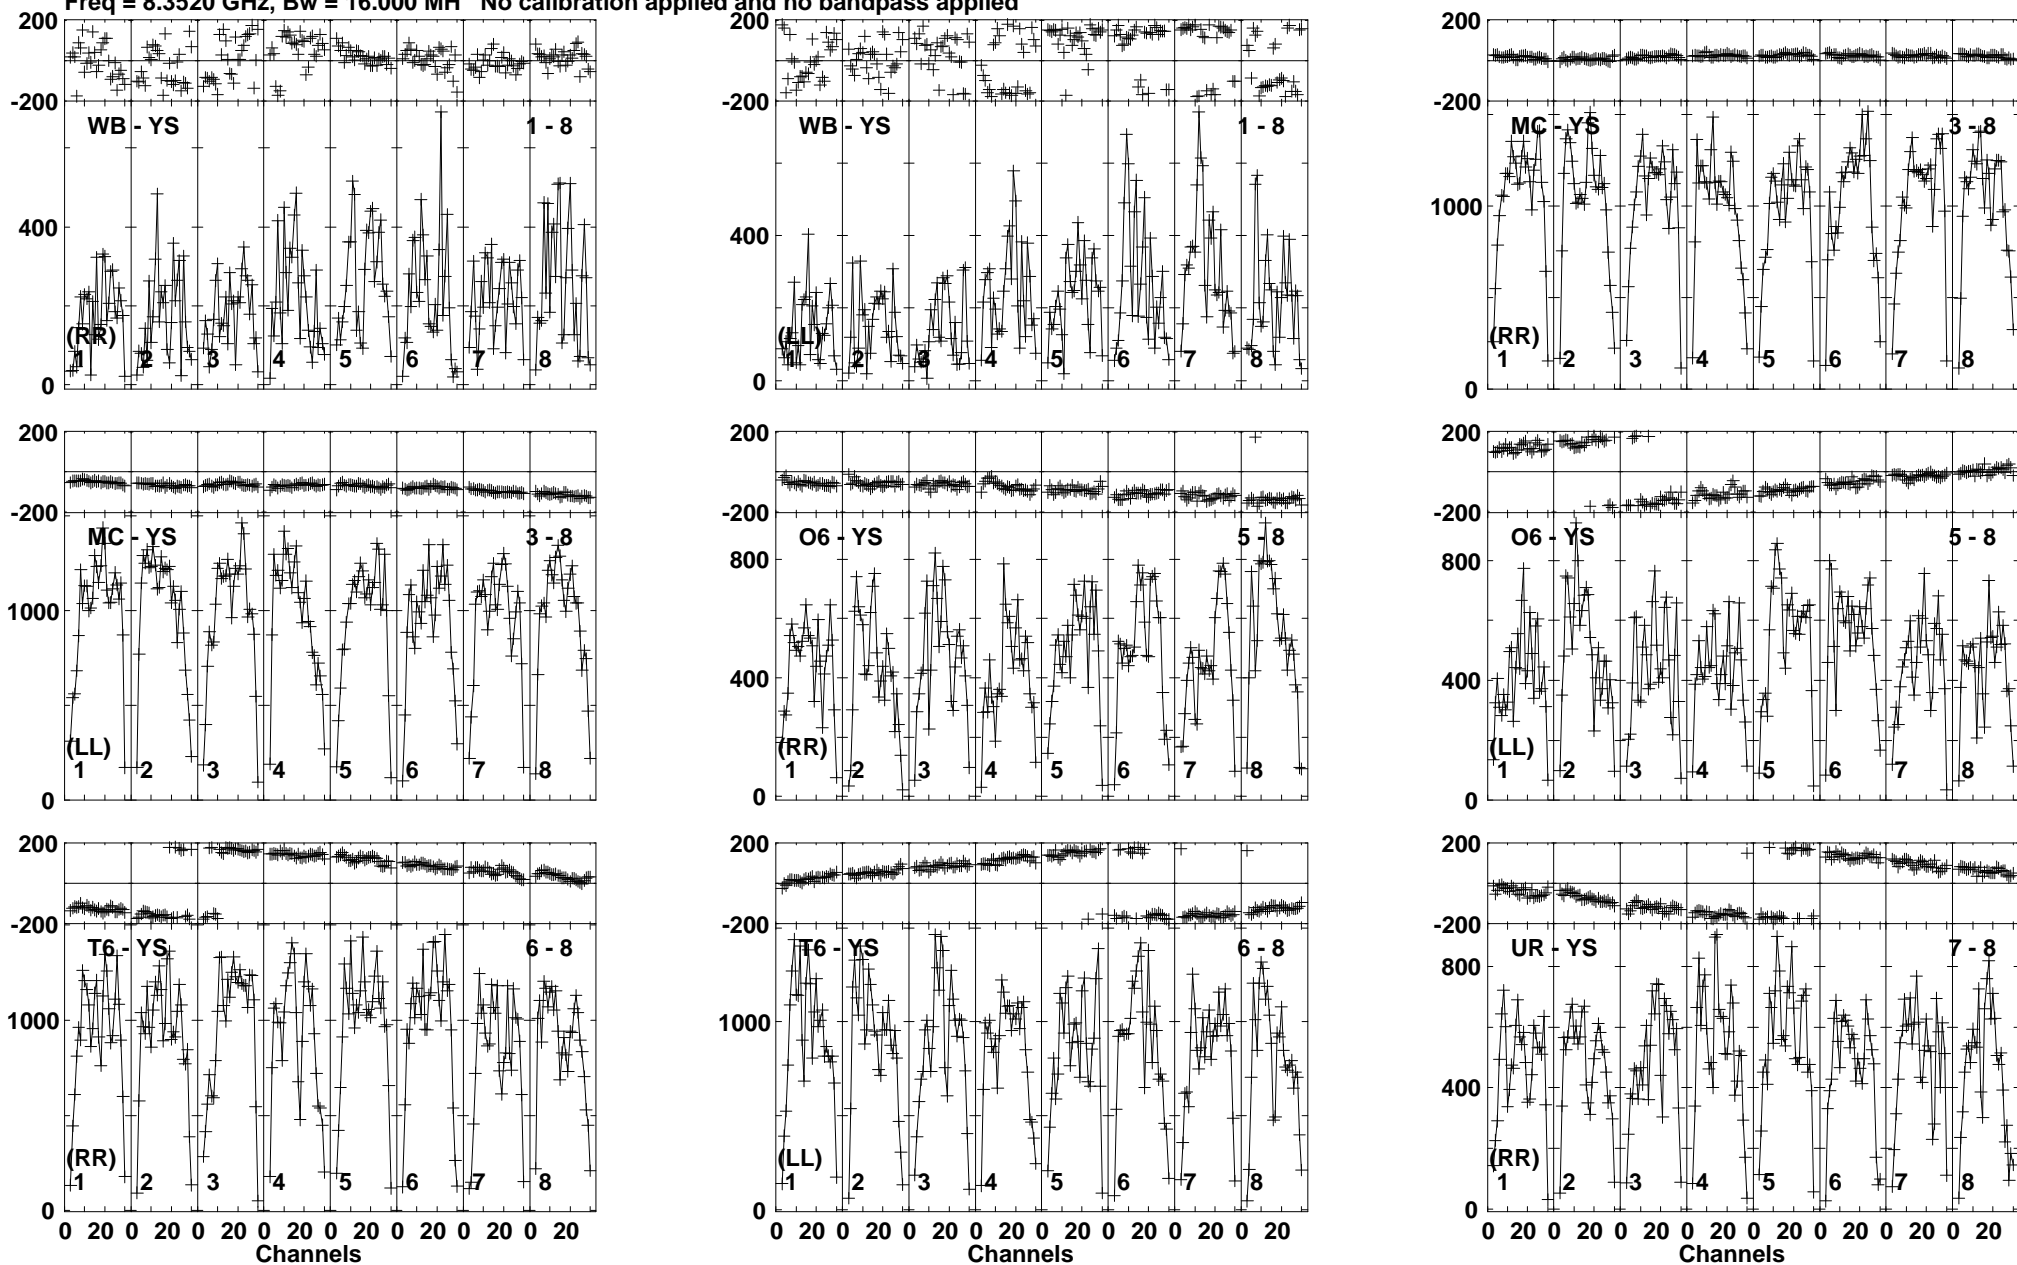 Freq = 8.3520 GHz, Bw = 16.000 MH No calibration applied and no bandpass applied
200 200 200
-200 -200 -200
WB - YS 1 - 8 WB - YS 1 - 8 MC - YS 3 - 8
400 400 1000
(RR) (LL) (RR)
1 2 3 4 5 6 7 8 1 2 3 4 5 6 7 8 1 2 3 4 5 6 7 8
0 0 0
200 200 200
-200 -200 -200
MC - YS 3 - 8 O6 - YS 5 - 8 O6 - YS 5 - 8
800 800
1000 400 400
(LL) (RR) (LL)
1 2 3 4 5 6 7 8 1 2 3 4 5 6 7 8 1 2 3 4 5 6 7 8
0 0 0
200 200 200
-200 -200 -200
T6 - YS 6 - 8 T6 - YS 6 - 8 UR - YS 7 - 8
800
1000 1000 400
(RR) (LL) (RR)
1 2 3 4 5 6 7 8 1 2 3 4 5 6 7 8 1 2 3 4 5 6 7 8
0 0 0
0 20 0 20 0 20 0 20 0 20 0 20 0 20 0 20 0 20 0 20 0 20 0 20 0 20 0 20 0 20 0 20 0 20 0 20 0 20 0 20 0 20 0 20 0 20 0 20
Channels Channels Channels